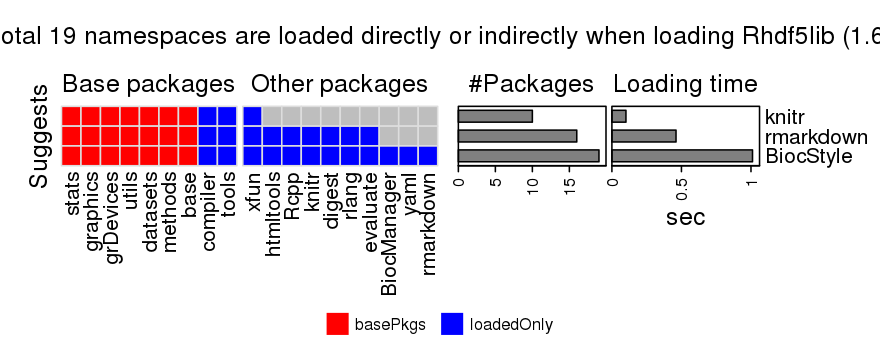 otal 19 namespaces are loaded directly or indirectly when loading Rhdf5lib (1.6
Base packages Other packages #Packages Loading time
Suggests
knitr
rmarkdown
BiocStyle
stats
graphics
grDevices
utils
datasets
methods
base
compiler
tools
xfun
htmltools
Rcpp
knitr
digest
rlang
evaluate
BiocManager
yaml
rmarkdown
0 5 10 15
0 0.5 1
sec
basePkgs loadedOnly